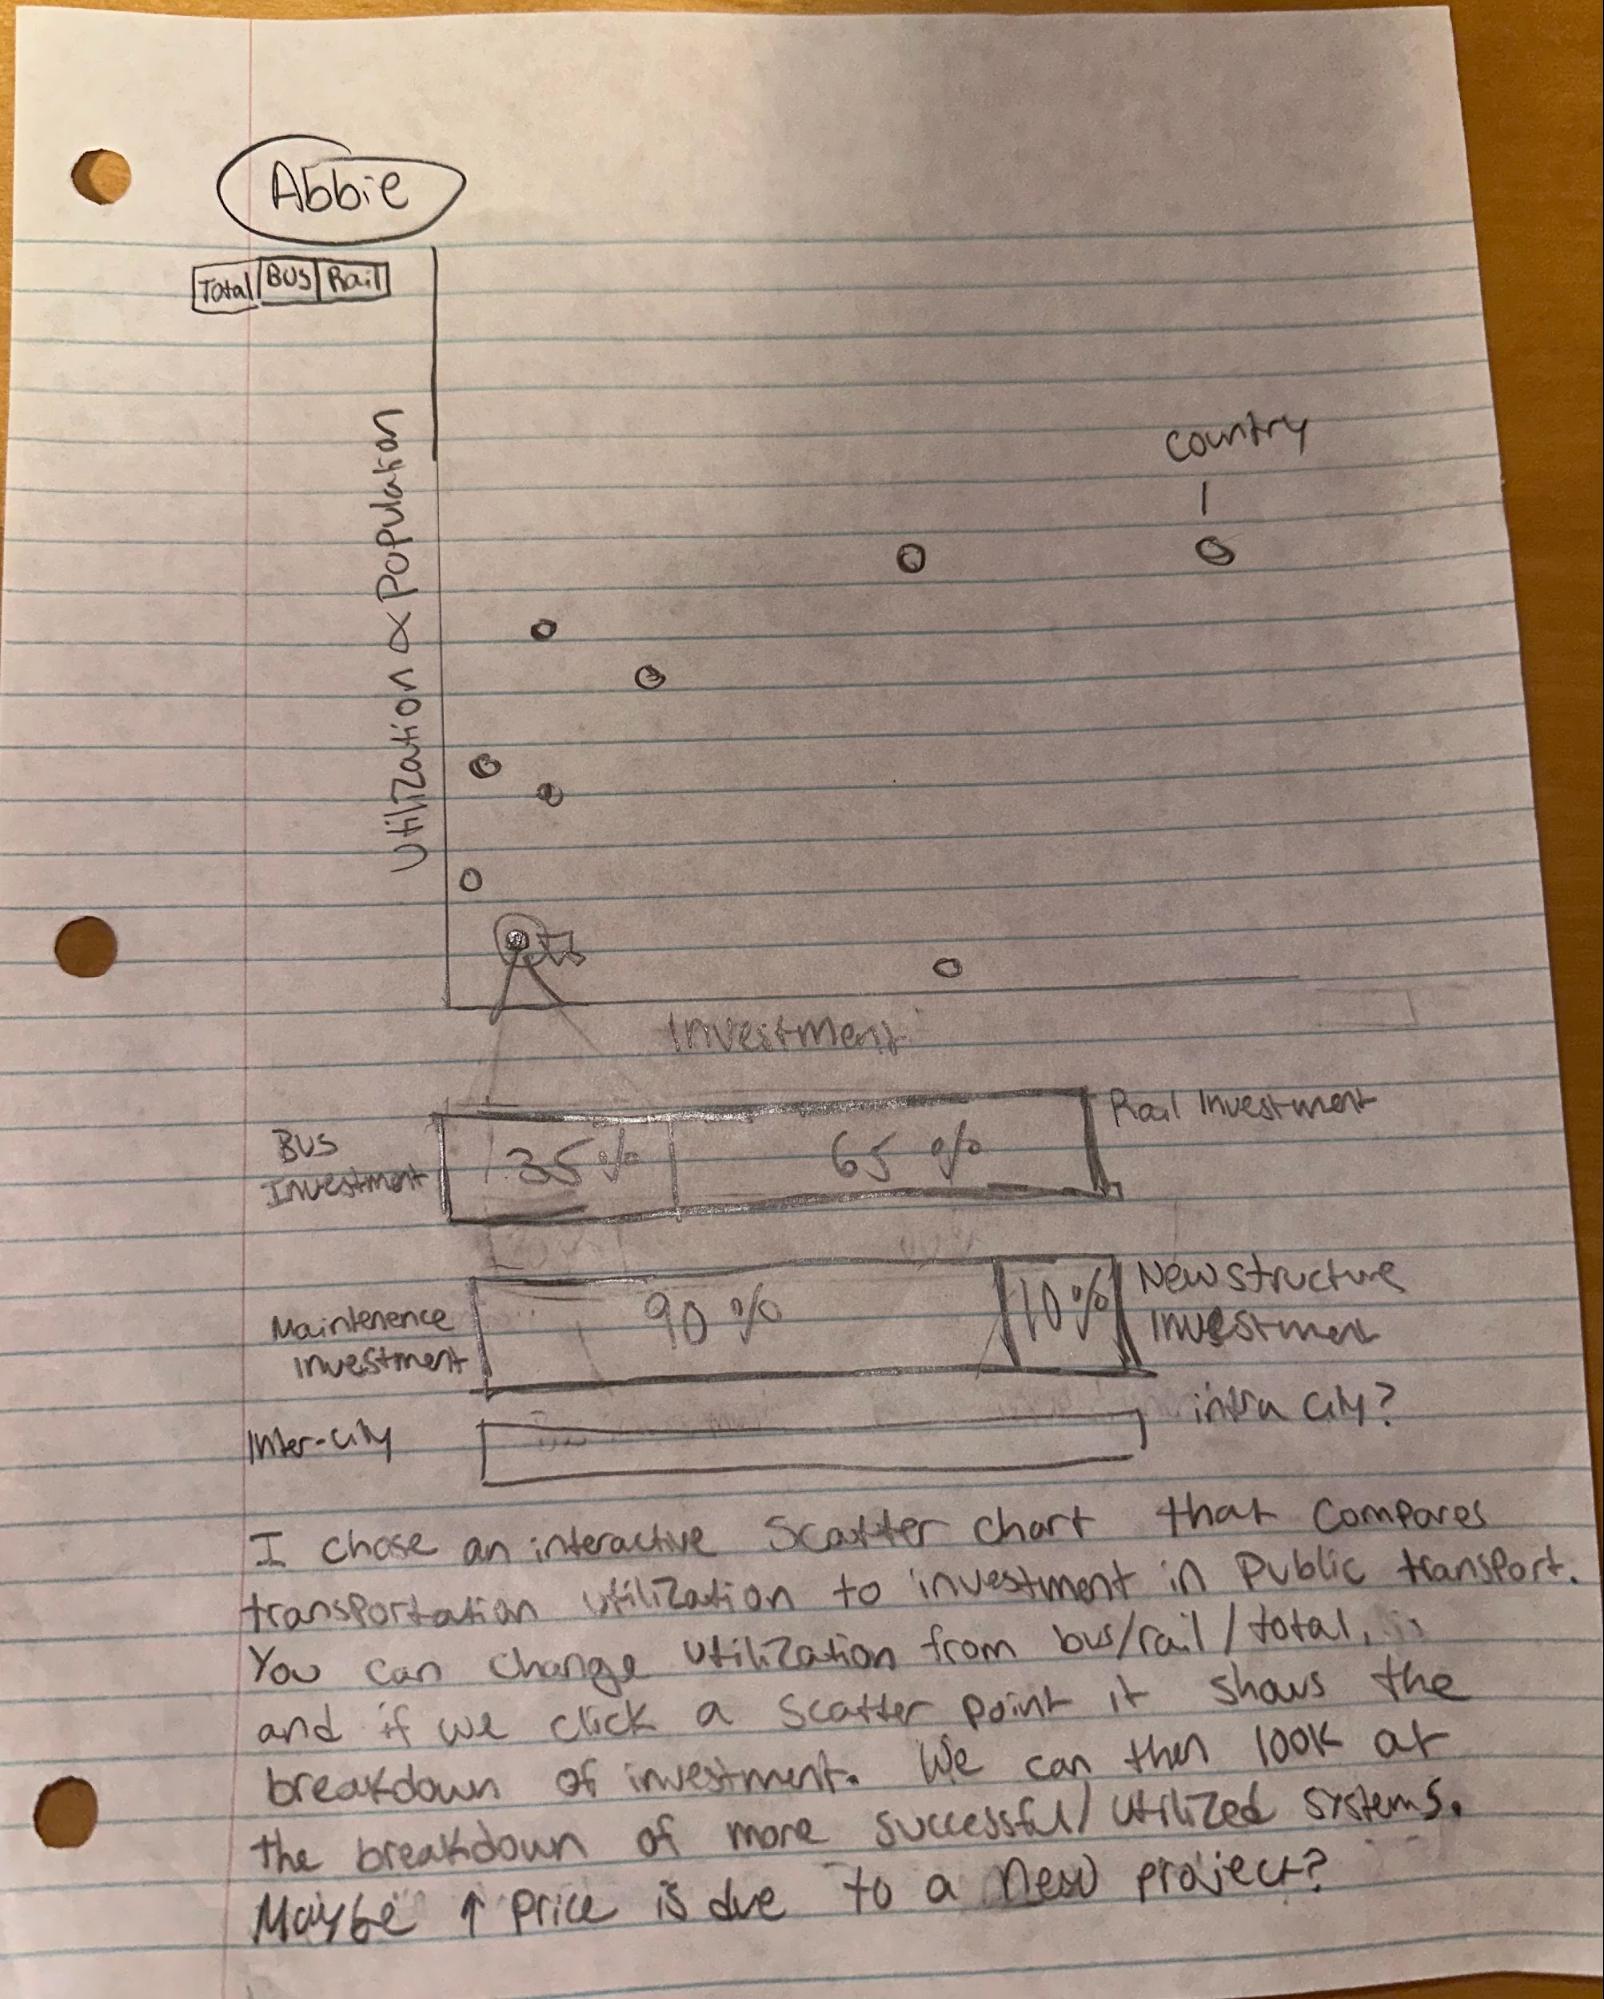 Abbie
Total BUS Rail
Utilization ∝ Population
country
Investment
BUS Investment
35%
65%
Rail Investment
Maintenence investment
90%
10%
New structure Investment
Inter-city
intra city?
I chose an interactive scatter chart that compares
transportation utilization to investment in public transport.
You can change utilization from bus/rail/total,
and if we click a scatter point it shows the
breakdown of investment. We can then look at
the breakdown of more successful/utilized systems.
Maybe ↑ price is due to a new project?